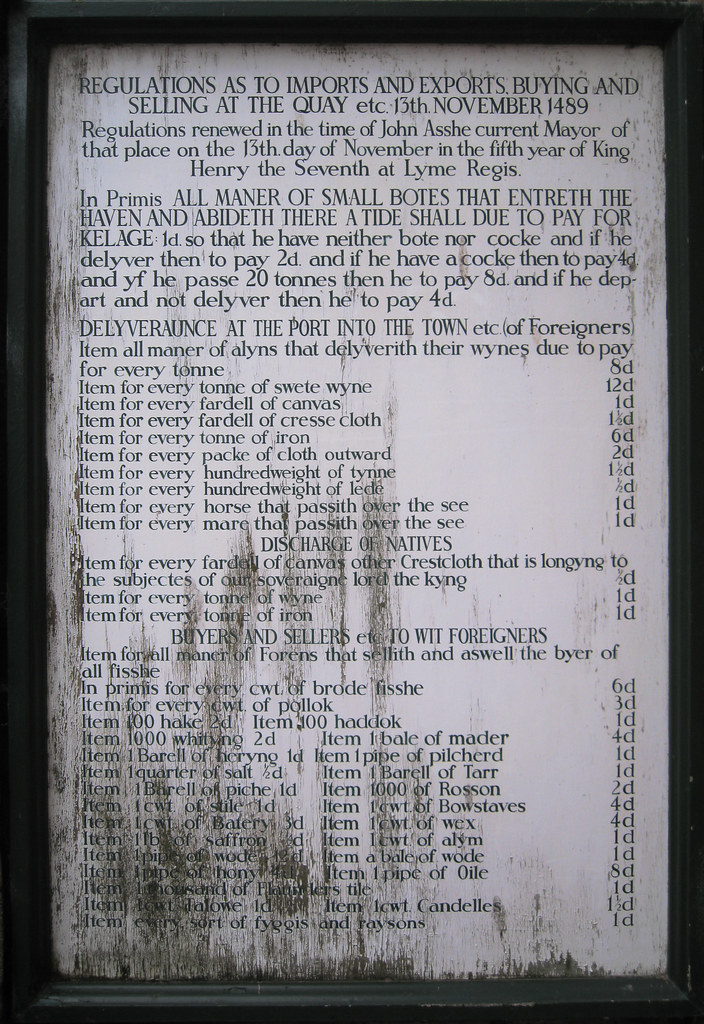 REGULATIONS AS TO IMPORTS AND EXPORTS, BUYING AND
SELLING AT THE QUAY etc. 13th. NOVEMBER 1489
Regulations renewed in the time of John Asshe current Mayor of
that place on the 13th. day of November in the fifth year of King
Henry the Seventh at Lyme Regis.
In Primis ALL MANER OF SMALL BOTES THAT ENTRETH THE
HAVEN AND ABIDETH THERE A TIDE SHALL DUE TO PAY FOR
KELAGE: 1d. so that he have neither bote nor cocke and if he
delyver then to pay 2d. and if he have a cocke then to pay 4d.
and yf he passe 20 tonnes then he to pay 8d. and if he dep-
art and not delyver then he to pay 4d.
DELYVERAUNCE AT THE PORT INTO THE TOWN etc. (of Foreigners)
Item all maner of alyns that delyverith their wynes due to pay
for every tonne 8d
Item for every tonne of swete wyne 12d
Item for every fardell of canvas 1d
Item for every fardell of cresse cloth 1½d
Item for every tonne of iron 6d
Item for every packe of cloth outward 2d
Item for every hundredweight of tynne 1½d
Item for every hundredweight of lede ½d
Item for every horse that passith over the see 1d
Item for every mare that passith over the see 1d
DISCHARGE OF NATIVES
Item for every fardell of canvas other Crestcloth that is longyng to
the subjectes of our soveraigne lord the kyng ½d
Item for every tonne of wyne 1d
Item for every tonne of iron 1d
BUYERS AND SELLERS etc. TO WIT FOREIGNERS
Item for all maner of Forens that sellith and aswell the byer of
all fisshe
In primis for every cwt. of brode fisshe 6d
Item for every cwt. of pollok 3d
Item 100 hake 2d Item 100 haddok 1d
Item 1000 whityng 2d Item 1 bale of mader 4d
Item 1 Barell of heryng 1d Item 1 pipe of pilcherd 1d
Item 1 quarter of salt ½d Item 1 Barell of Tarr 1d
Item 1 Barell of piche 1d Item 1000 of Rosson 2d
Item 1 cwt. of stile 1d Item 1 cwt. of Bowstaves 4d
Item 1 cwt. of Batery 3d Item 1 cwt. of wex 4d
Item 1 lb. of saffron d Item 1 cwt. of alym 1d
Item 1 pipe of wode d Item a bale of wode 1d
Item 1 pipe of hony Item 1 pipe of Oile 8d
Item 1 thousand of Flaunders tile 1d
Item 1 cwt. Talowe 1d Item 1 cwt. Candelles 1½d
Item every sort of fyggis and raysons 1d